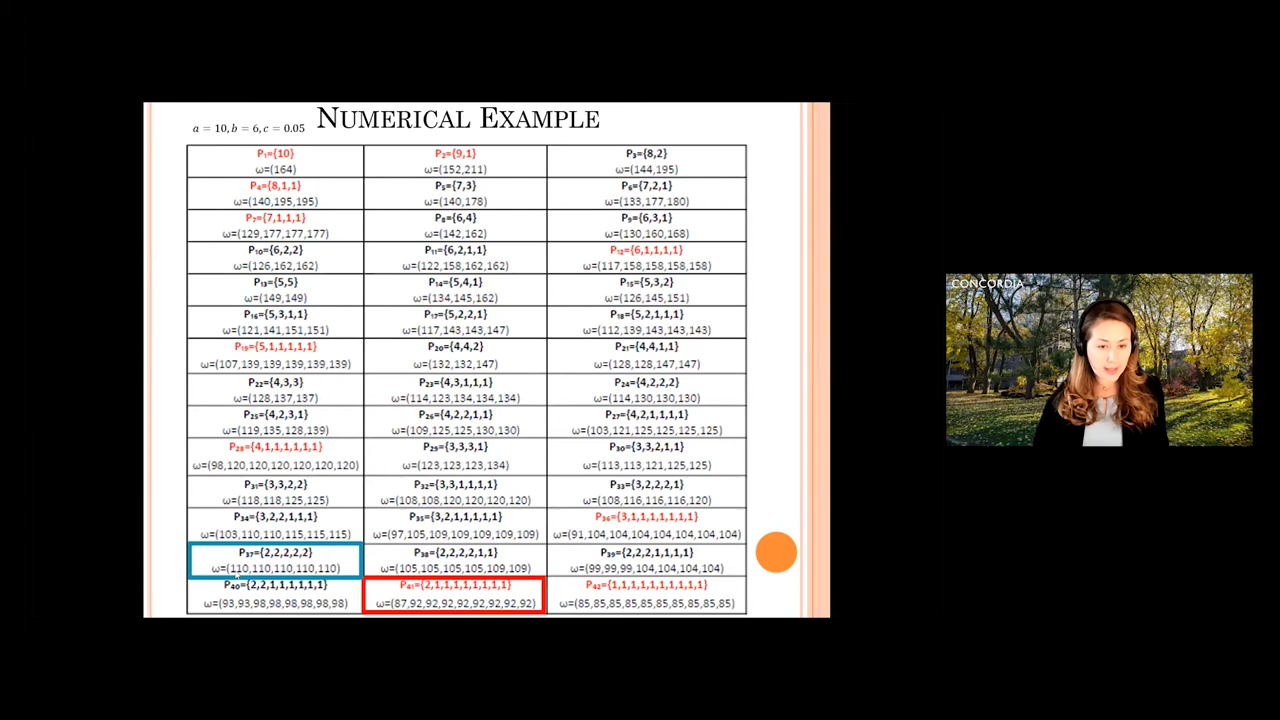 NUMERICAL EXAMPLE
a = 10, b = 6, c = 0.05
P₁={10}
ω=(164)
P₂={9,1}
ω=(152,211)
P₃={8,2}
ω=(144,195)
P₄={8,1,1}
ω=(140,195,195)
P₅={7,3}
ω=(140,178)
P₆={7,2,1}
ω=(133,177,180)
P₇={7,1,1,1}
ω=(129,177,177,177)
P₈={6,4}
ω=(142,162)
P₉={6,3,1}
ω=(130,160,168)
P₁₀={6,2,2}
ω=(126,162,162)
P₁₁={6,2,1,1}
ω=(122,158,162,162)
P₁₂={6,1,1,1,1}
ω=(117,158,158,158,158)
P₁₃={5,5}
ω=(149,149)
P₁₄={5,4,1}
ω=(134,145,162)
P₁₅={5,3,2}
ω=(126,145,151)
P₁₆={5,3,1,1}
ω=(121,141,151,151)
P₁₇={5,2,2,1}
ω=(117,143,143,147)
P₁₈={5,2,1,1,1}
ω=(112,139,143,143,143)
P₁₉={5,1,1,1,1,1}
ω=(107,139,139,139,139,139)
P₂₀={4,4,2}
ω=(132,132,147)
P₂₁={4,4,1,1}
ω=(128,128,147,147)
P₂₂={4,3,3}
ω=(128,137,137)
P₂₃={4,3,1,1,1}
ω=(114,123,134,134,134)
P₂₄={4,2,2,2}
ω=(114,130,130,130)
P₂₅={4,2,3,1}
ω=(119,135,128,139)
P₂₆={4,2,2,1,1}
ω=(109,125,125,130,130)
P₂₇={4,2,1,1,1,1}
ω=(103,121,125,125,125,125)
P₂₈={4,1,1,1,1,1,1}
ω=(98,120,120,120,120,120,120)
P₂₉={3,3,3,1}
ω=(123,123,123,134)
P₃₀={3,3,2,1,1}
ω=(113,113,121,125,125)
P₃₁={3,3,2,2}
ω=(118,118,125,125)
P₃₂={3,3,1,1,1,1}
ω=(108,108,120,120,120,120)
P₃₃={3,2,2,2,1}
ω=(108,116,116,116,120)
P₃₄={3,2,2,1,1,1}
ω=(103,110,110,115,115,115)
P₃₅={3,2,1,1,1,1,1}
ω=(97,105,109,109,109,109,109)
P₃₆={3,1,1,1,1,1,1,1}
ω=(91,104,104,104,104,104,104,104)
P₃₇={2,2,2,2,2}
ω=(110,110,110,110,110)
P₃₈={2,2,2,2,1,1}
ω=(105,105,105,105,109,109)
P₃₉={2,2,2,1,1,1,1}
ω=(99,99,99,104,104,104,104)
P₄₀={2,2,1,1,1,1,1,1}
ω=(93,93,98,98,98,98,98,98)
P₄₁={2,1,1,1,1,1,1,1,1}
ω=(87,92,92,92,92,92,92,92,92)
P₄₂={1,1,1,1,1,1,1,1,1,1}
ω=(85,85,85,85,85,85,85,85,85,85)
CONCORDIA